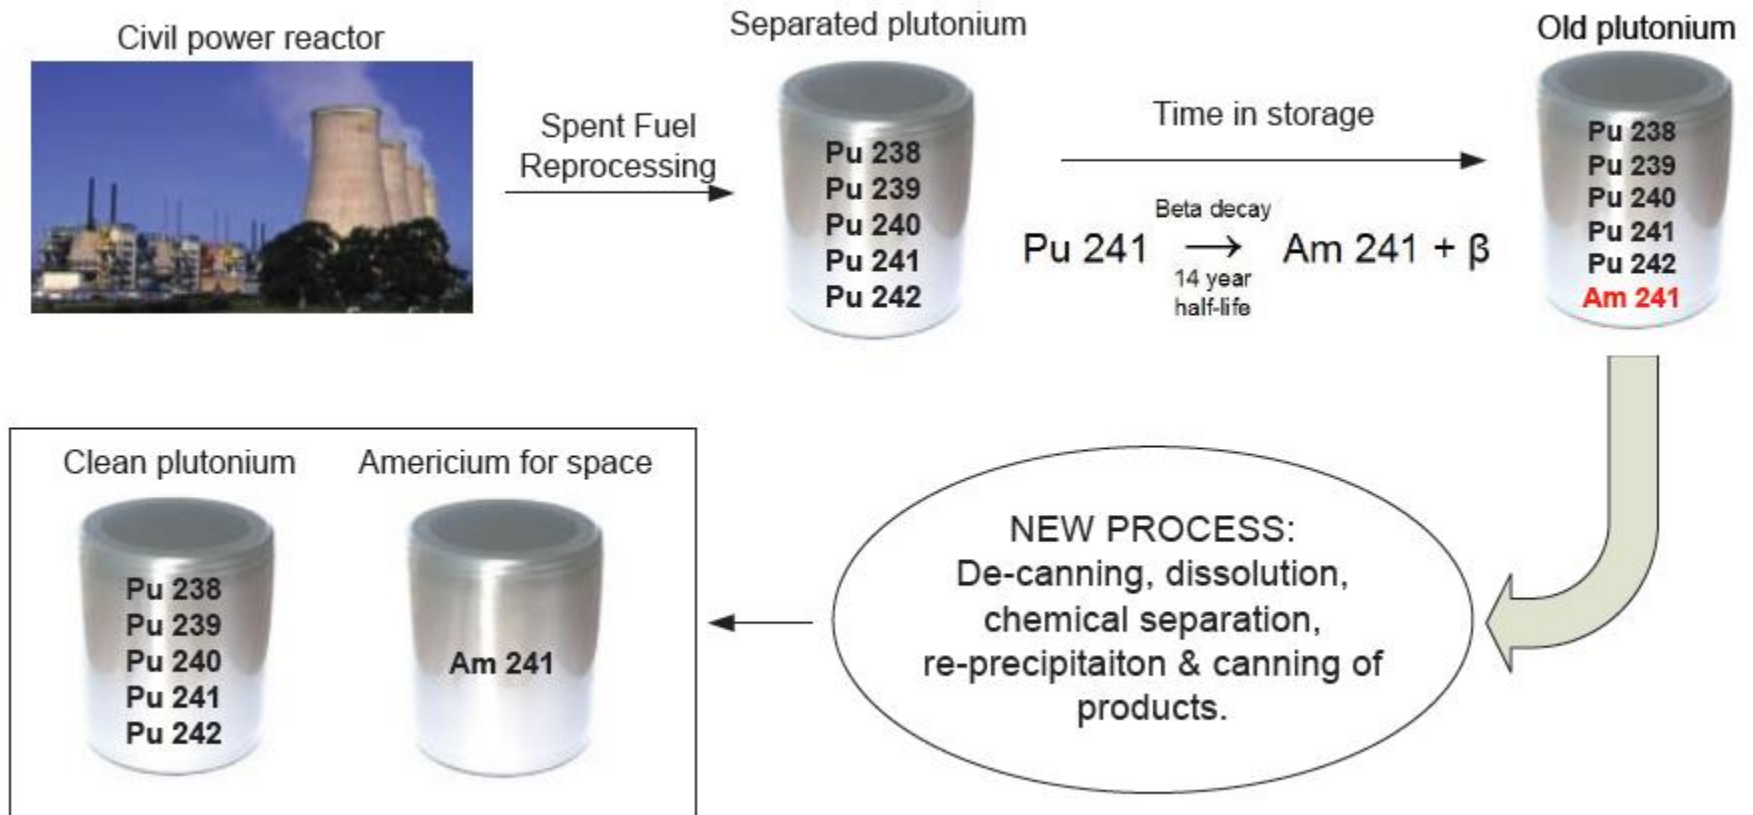 Civil power reactor
Spent Fuel
Reprocessing
Separated plutonium
Pu 238
Pu 239
Pu 240
Pu 241
Pu 242
Time in storage
Beta decay
Pu 241 → Am 241 + β
14 year
half-life
Old plutonium
Pu 238
Pu 239
Pu 240
Pu 241
Pu 242
Am 241
NEW PROCESS:
De-canning, dissolution,
chemical separation,
re-precipitaiton & canning of
products.
Clean plutonium
Pu 238
Pu 239
Pu 240
Pu 241
Pu 242
Americium for space
Am 241